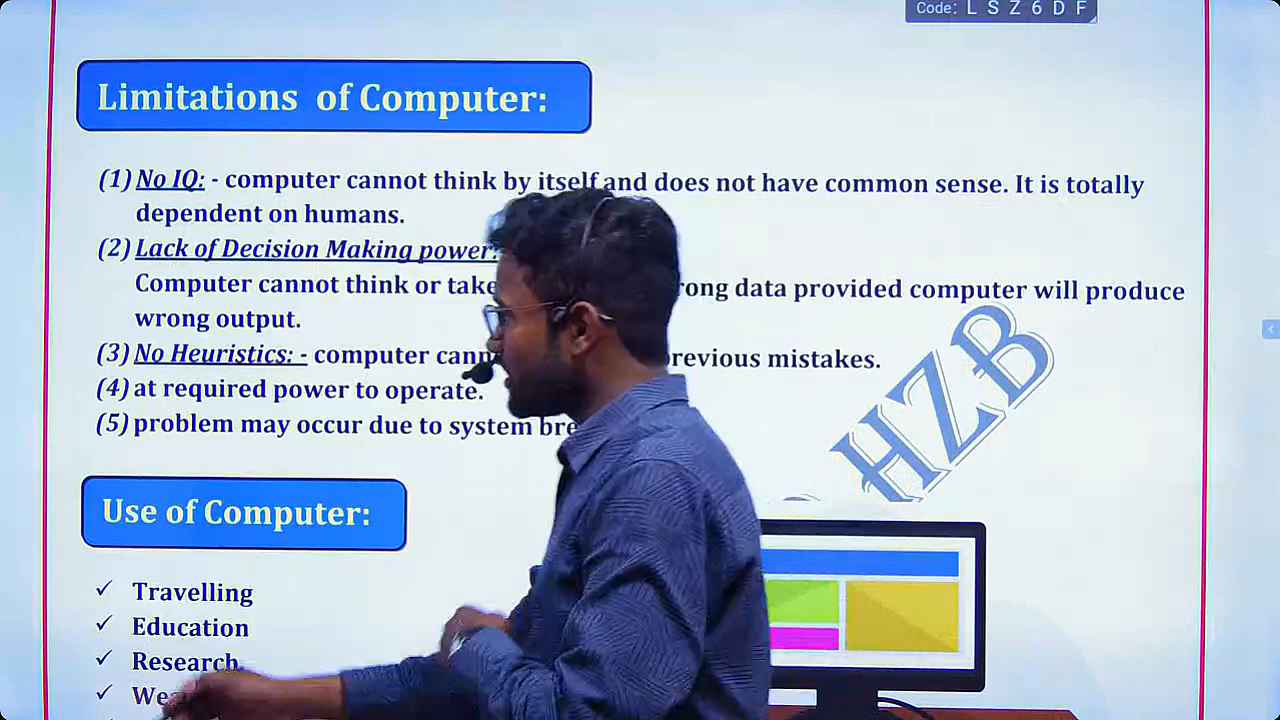 Code: L S Z 6 D F
Limitations of Computer:
(1) No IQ: - computer cannot think by itself and does not have common sense. It is totally
dependent on humans.
(2) Lack of Decision Making power:
Computer cannot think or take rong data provided computer will produce
wrong output.
(3) No Heuristics: - computer revious mistakes.
(4) at required power to operate.
(5) problem may occur due to system
HZB
Use of Computer:
✓ Travelling
✓ Education
✓ Research
✓